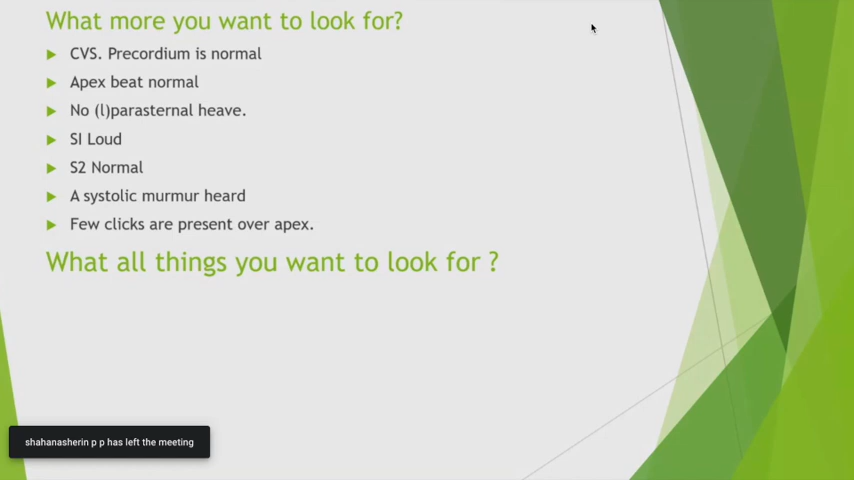 What more you want to look for?
CVS. Precordium is normal
Apex beat normal
No (l)parasternal heave.
SI Loud
S2 Normal
A systolic murmur heard
Few clicks are present over apex.
What all things you want to look for ?
shahanasherin p p has left the meeting